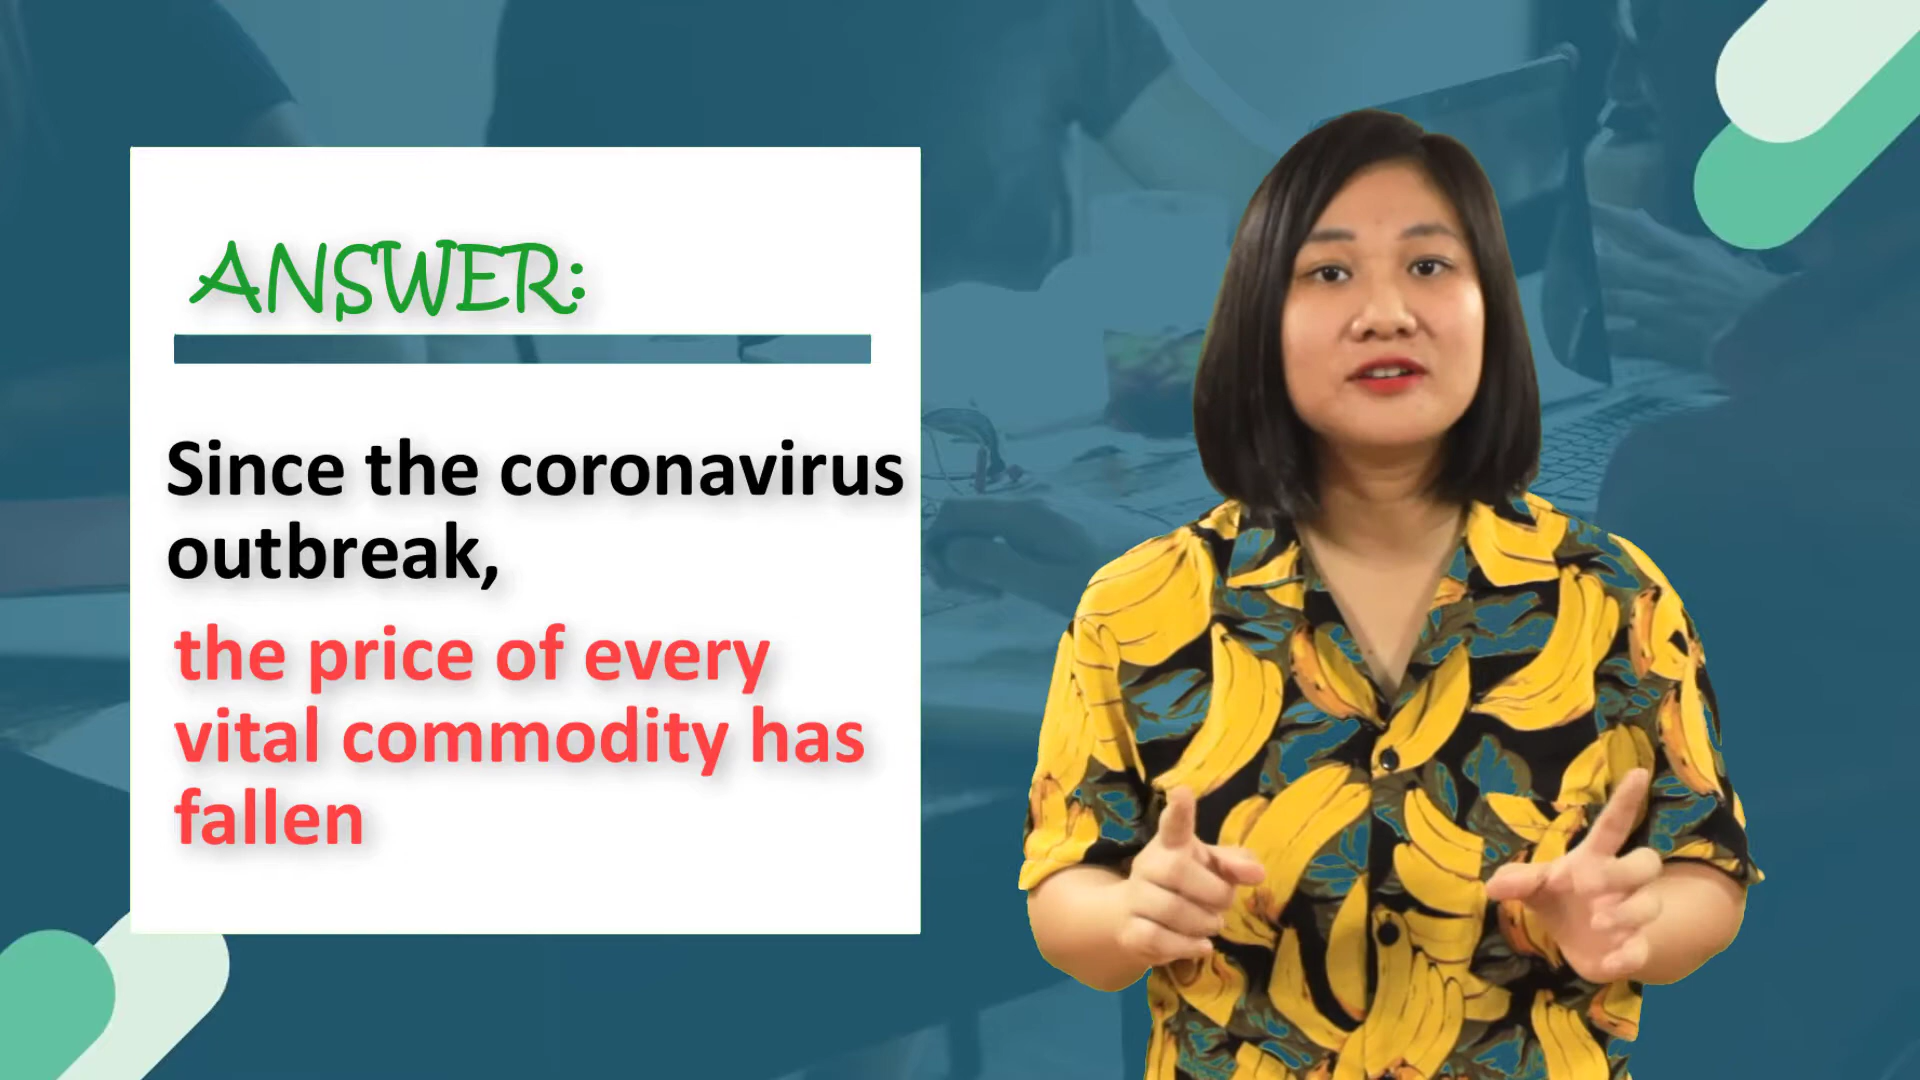 ANSWER:
Since the coronavirus
outbreak,
the price of every
vital commodity has
fallen